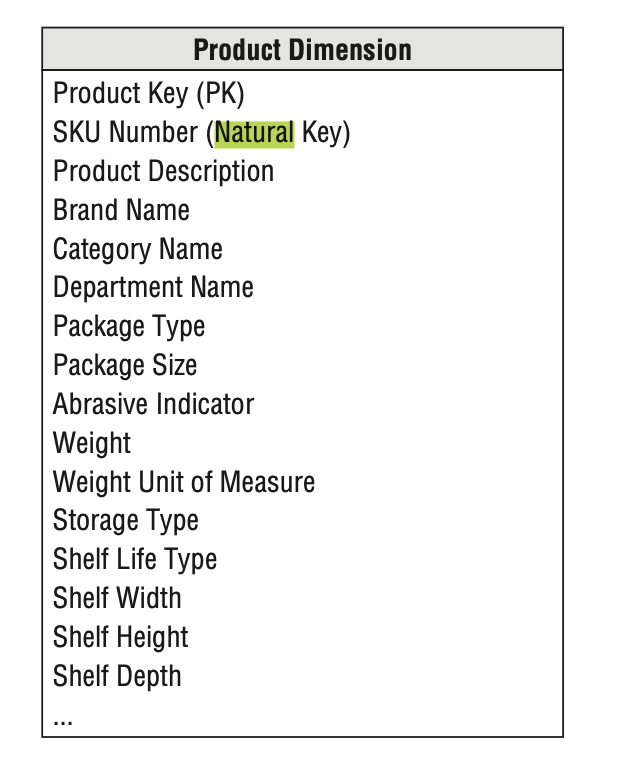 Product Dimension
Product Key (PK)
SKU Number (Natural Key)
Product Description
Brand Name
Category Name
Department Name
Package Type
Package Size
Abrasive Indicator
Weight
Weight Unit of Measure
Storage Type
Shelf Life Type
Shelf Width
Shelf Height
Shelf Depth
...